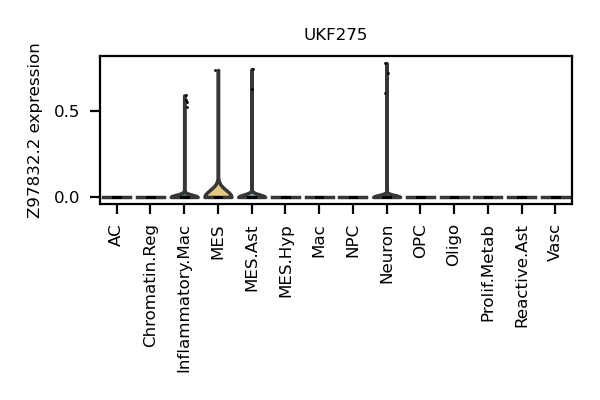 UKF275
Z97832.2 expression
0.5
0.0
AC
Chromatin.Reg
Inflammatory.Mac
MES
MES.Ast
MES.Hyp
Mac
NPC
Neuron
OPC
Oligo
Prolif.Metab
Reactive.Ast
Vasc